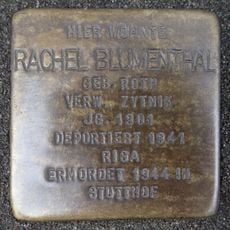 HIER WOHNTE
RACHEL BLUMENTHAL
GEB. ROTH
VERW. ZYTNIK
JG. 1901
DEPORTIERT 1941
RIGA
ERMORDET 1944 IN
STUTTHOF